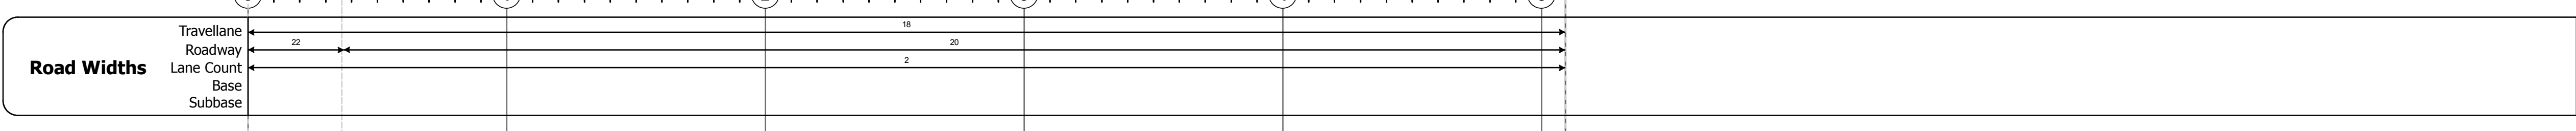 Travellane 18
Roadway 22 20
Road Widths
Lane Count 2
Base
Subbase